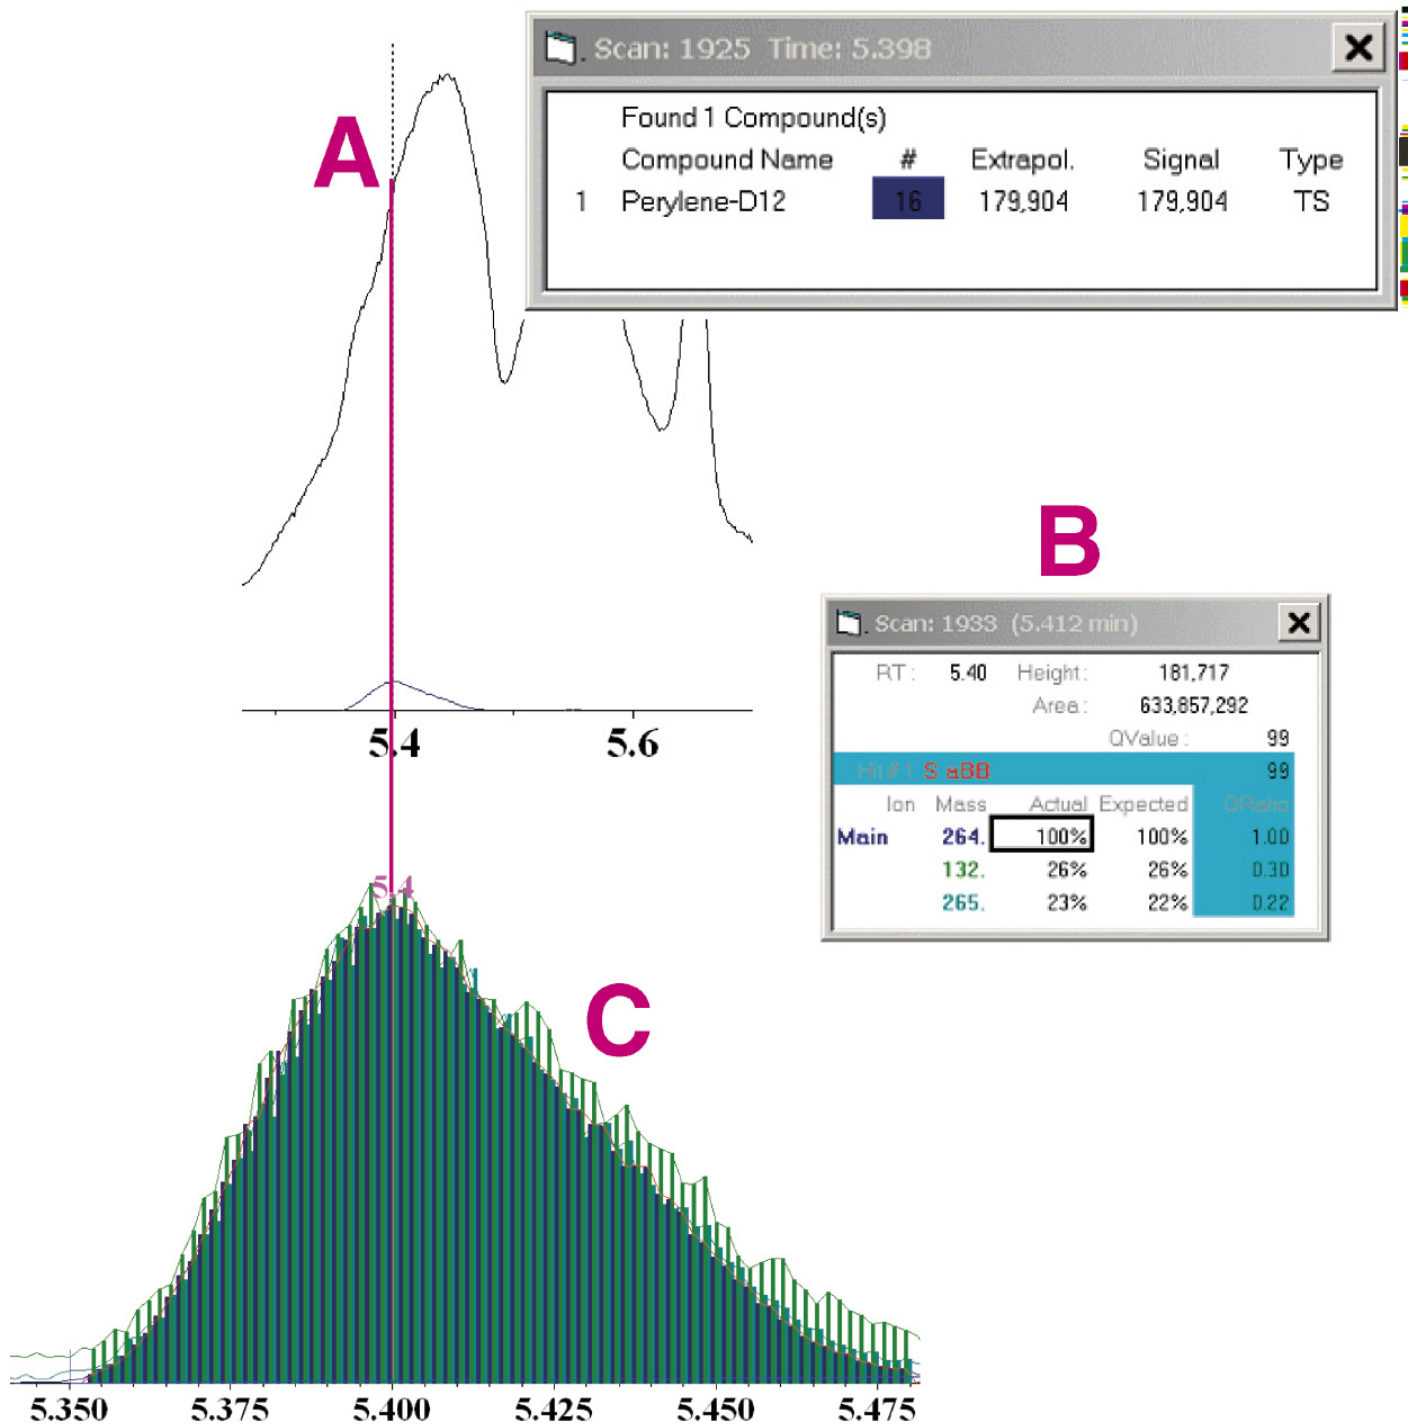 A
Scan: 1925 Time: 5.398
Found 1 Compound(s)
Compound Name # Extrapol. Signal Type
1 Perylene-D12 16 179,904 179,904 TS
5.4 5.6
B
Scan: 1933 (5.412 min)
RT: 5.40 Height: 181,717
Area: 633,857,292
QValue: 99
Hit# 1 S aBB 99
Ion Mass Actual Expected QRatio
Main 264. 100% 100% 1.00
132. 26% 26% 0.30
265. 23% 22% 0.22
5.4
C
5.350 5.375 5.400 5.425 5.450 5.475